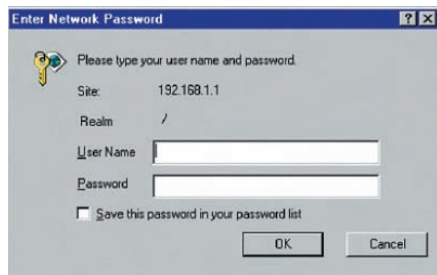 Enter Network Password
Please type your user name and password.
Site: 192.168.1.1
Realm /
User Name
Password
Save this password in your password list
OK Cancel